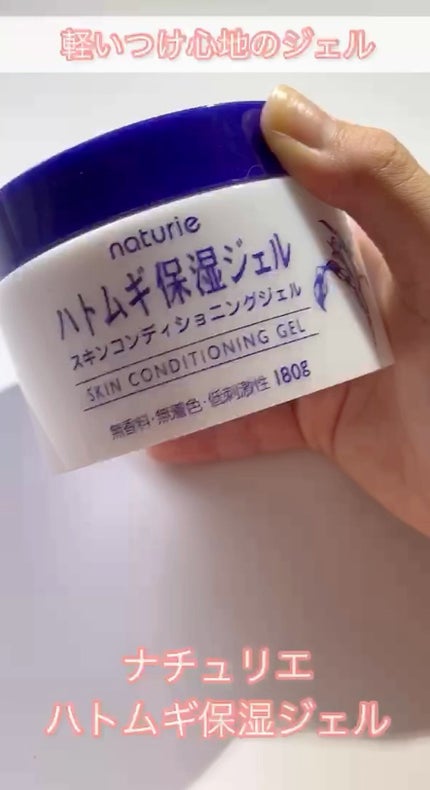 軽いつけ心地のジェル
naturie
ハトムギ保湿ジェル
スキンコンディショニングジェル
SKIN CONDITIONING GEL
無香料・無着色・低刺激性 180g
ナチュリエ
ハトムギ保湿ジェル